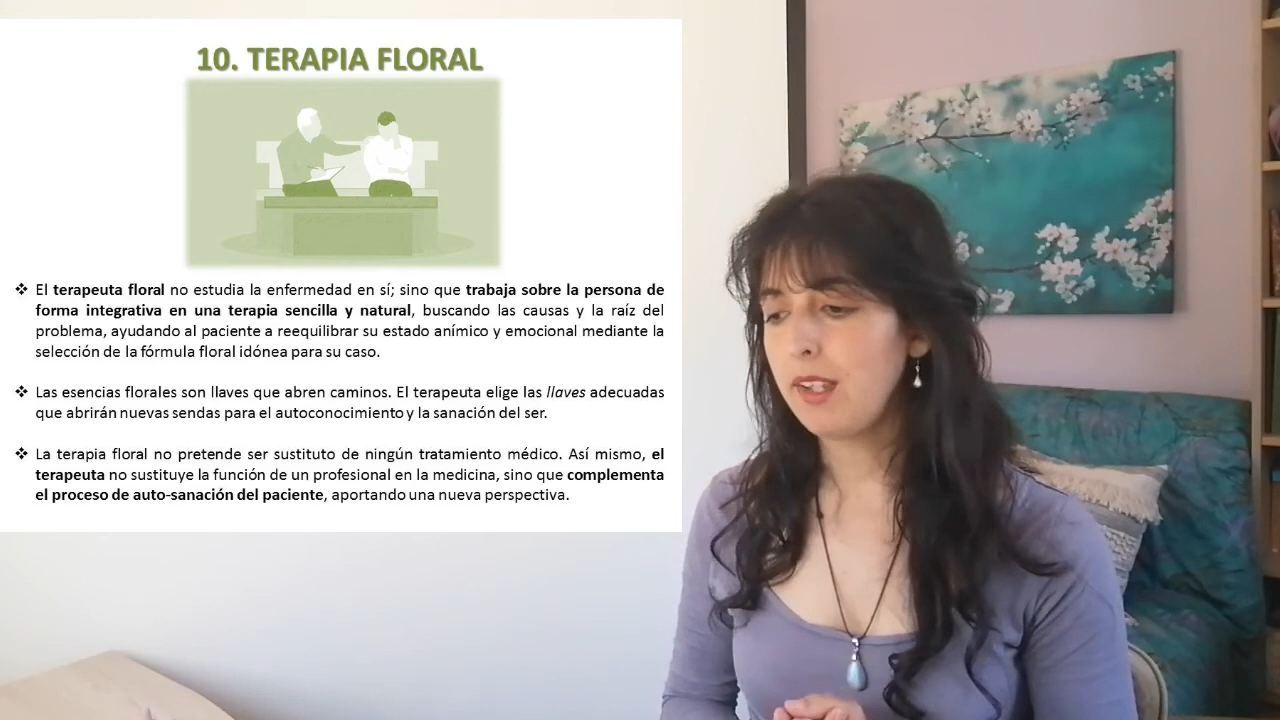 10. TERAPIA FLORAL
❖ El terapeuta floral no estudia la enfermedad en sí; sino que trabaja sobre la persona de
forma integrativa en una terapia sencilla y natural, buscando las causas y la raíz del
problema, ayudando al paciente a reequilibrar su estado anímico y emocional mediante la
selección de la fórmula floral idónea para su caso.
❖ Las esencias florales son llaves que abren caminos. El terapeuta elige las llaves adecuadas
que abrirán nuevas sendas para el autoconocimiento y la sanación del ser.
❖ La terapia floral no pretende ser sustituto de ningún tratamiento médico. Así mismo, el
terapeuta no sustituye la función de un profesional en la medicina, sino que complementa
el proceso de auto-sanación del paciente, aportando una nueva perspectiva.